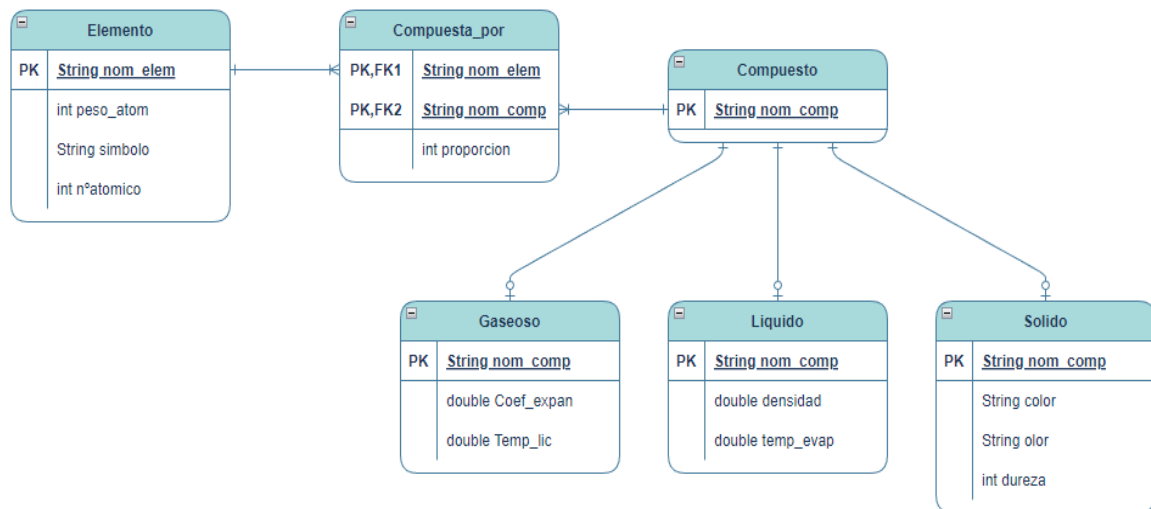 Elemento
PK String nom_elem
int peso_atom
String simbolo
int nºatomico
Compuesta_por
PK,FK1 String nom_elem
PK,FK2 String nom_comp
int proporcion
Compuesto
PK String nom_comp
Gaseoso
PK String nom_comp
double Coef_expan
double Temp_lic
Liquido
PK String nom_comp
double densidad
double temp_evap
Solido
PK String nom_comp
String color
String olor
int dureza